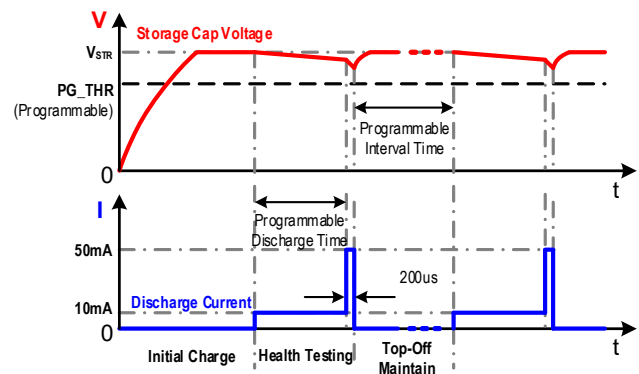 V
Storage Cap Voltage
VSTR
PG_THR
(Programmable)
Programmable
Interval Time
0
t
I
Programmable
Discharge Time
50mA
200us
10mA
Discharge Current
0
t
Initial Charge
Health Testing
Top-Off
Maintain